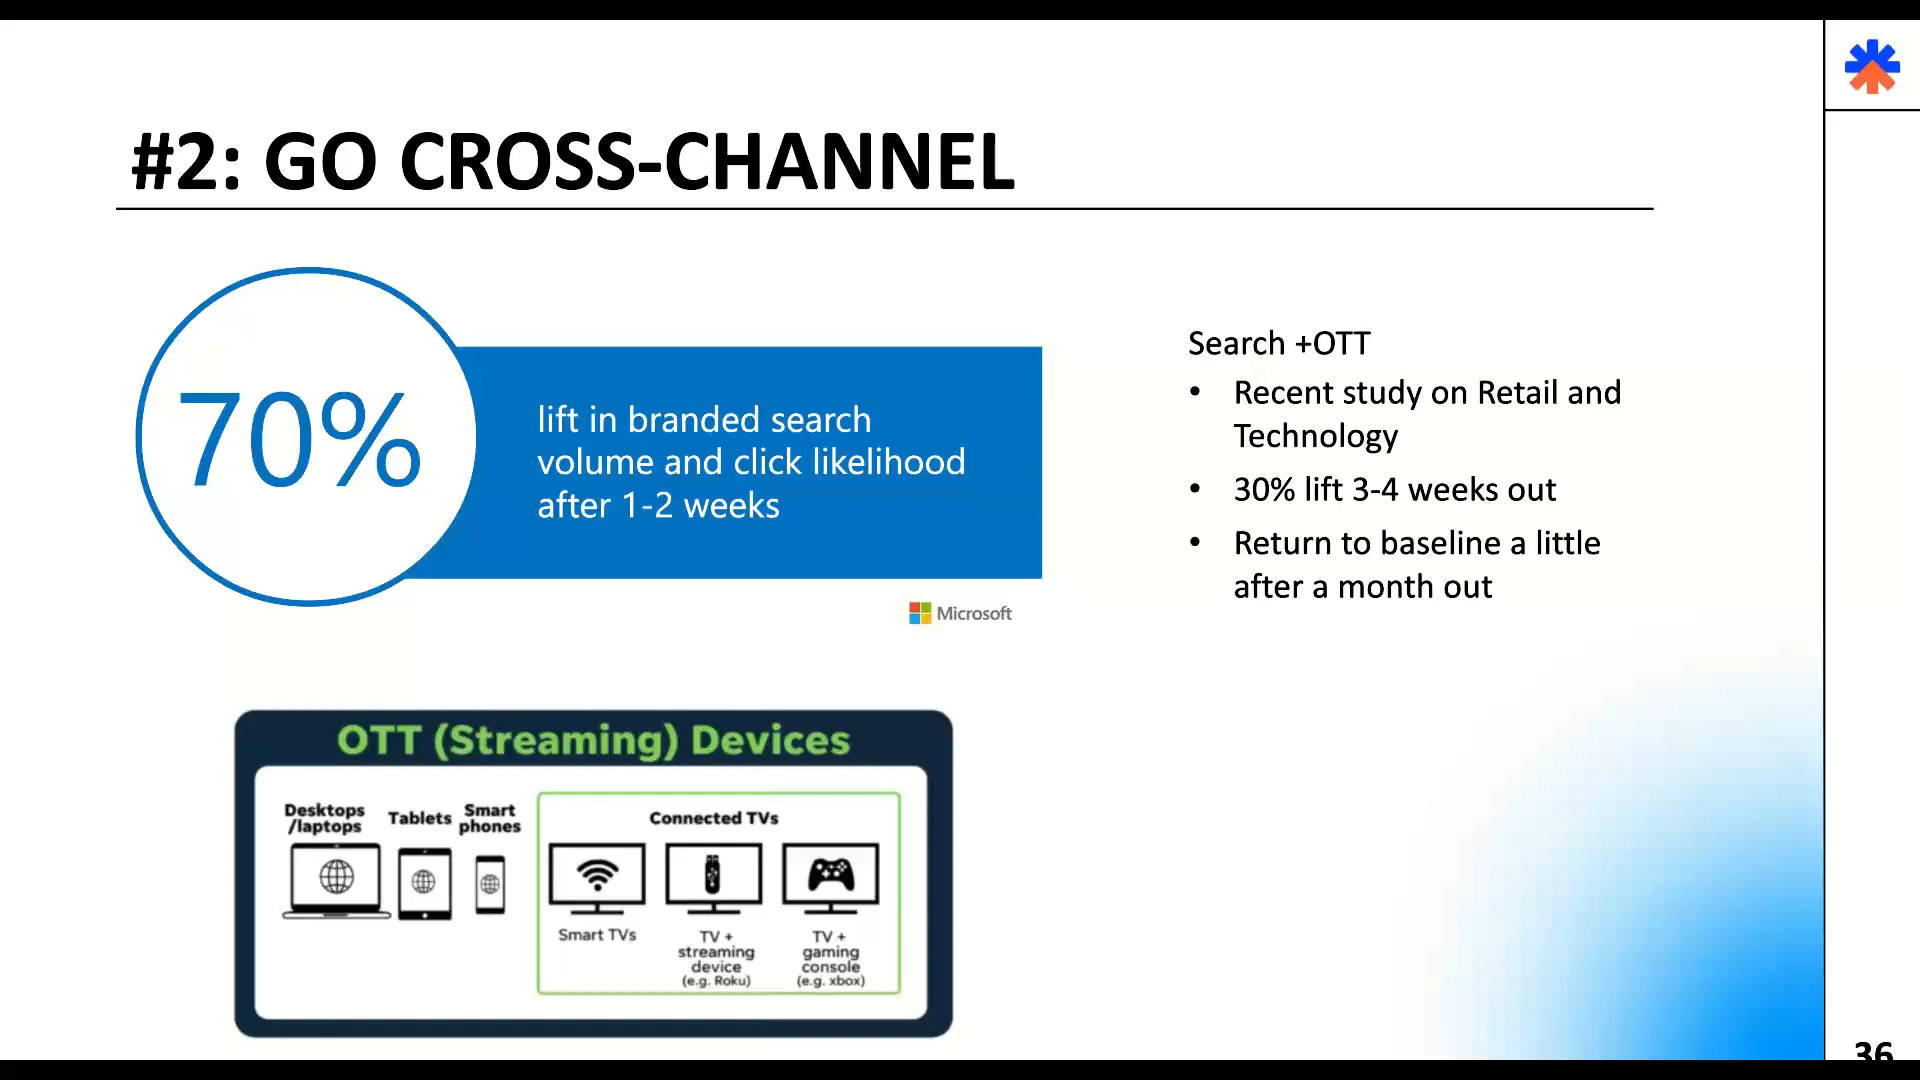 #2: GO CROSS-CHANNEL
70%
lift in branded search
volume and click likelihood
after 1-2 weeks
Microsoft
Search +OTT
• Recent study on Retail and
Technology
• 30% lift 3-4 weeks out
• Return to baseline a little
after a month out
OTT (Streaming) Devices
Desktops
/laptops
Tablets
Smart
phones
Connected TVs
Smart TVs
TV +
streaming
device
(e.g. Roku)
TV +
gaming
console
(e.g. xbox)
36